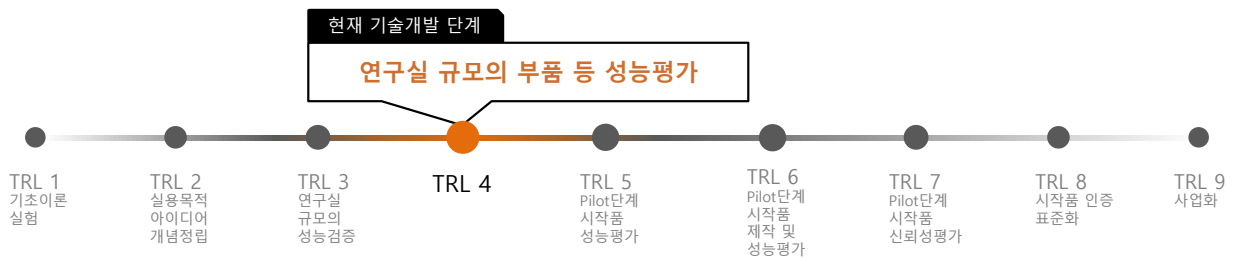 현재 기술개발 단계
연구실 규모의 부품 등 성능평가
TRL 1
기초이론
실험
TRL 2
실용목적
아이디어
개념정립
TRL 3
연구실
규모의
성능검증
TRL 4
TRL 5
Pilot단계
시작품
성능평가
TRL 6
Pilot단계
시작품
제작 및
성능평가
TRL 7
Pilot단계
시작품
신뢰성평가
TRL 8
시작품 인증
표준화
TRL 9
사업화